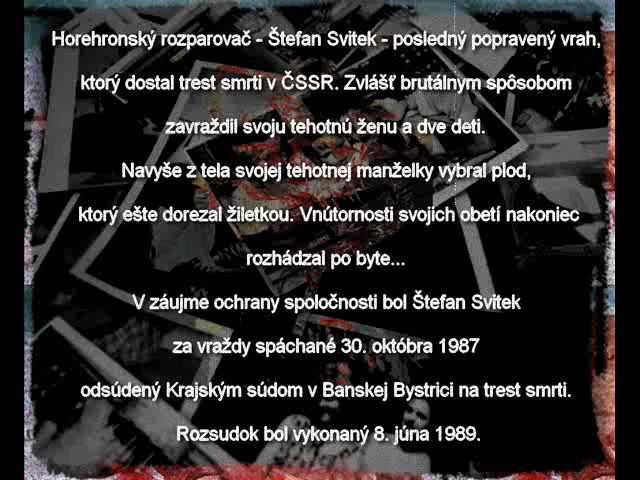 Horehronský rozparovač - Štefan Svitek - posledný popravený vrah,
ktorý dostal trest smrti v ČSSR. Zvlášť brutálnym spôsobom
zavraždil svoju tehotnú ženu a dve deti.
Navyše z tela svojej tehotnej manželky vybral plod,
ktorý ešte dorezal žiletkou. Vnútornosti svojich obetí nakoniec
rozhádzal po byte...
V záujme ochrany spoločnosti bol Štefan Svitek
za vraždy spáchané 30. októbra 1987
odsúdený Krajským súdom v Banskej Bystrici na trest smrti.
Rozsudok bol vykonaný 8. júna 1989.